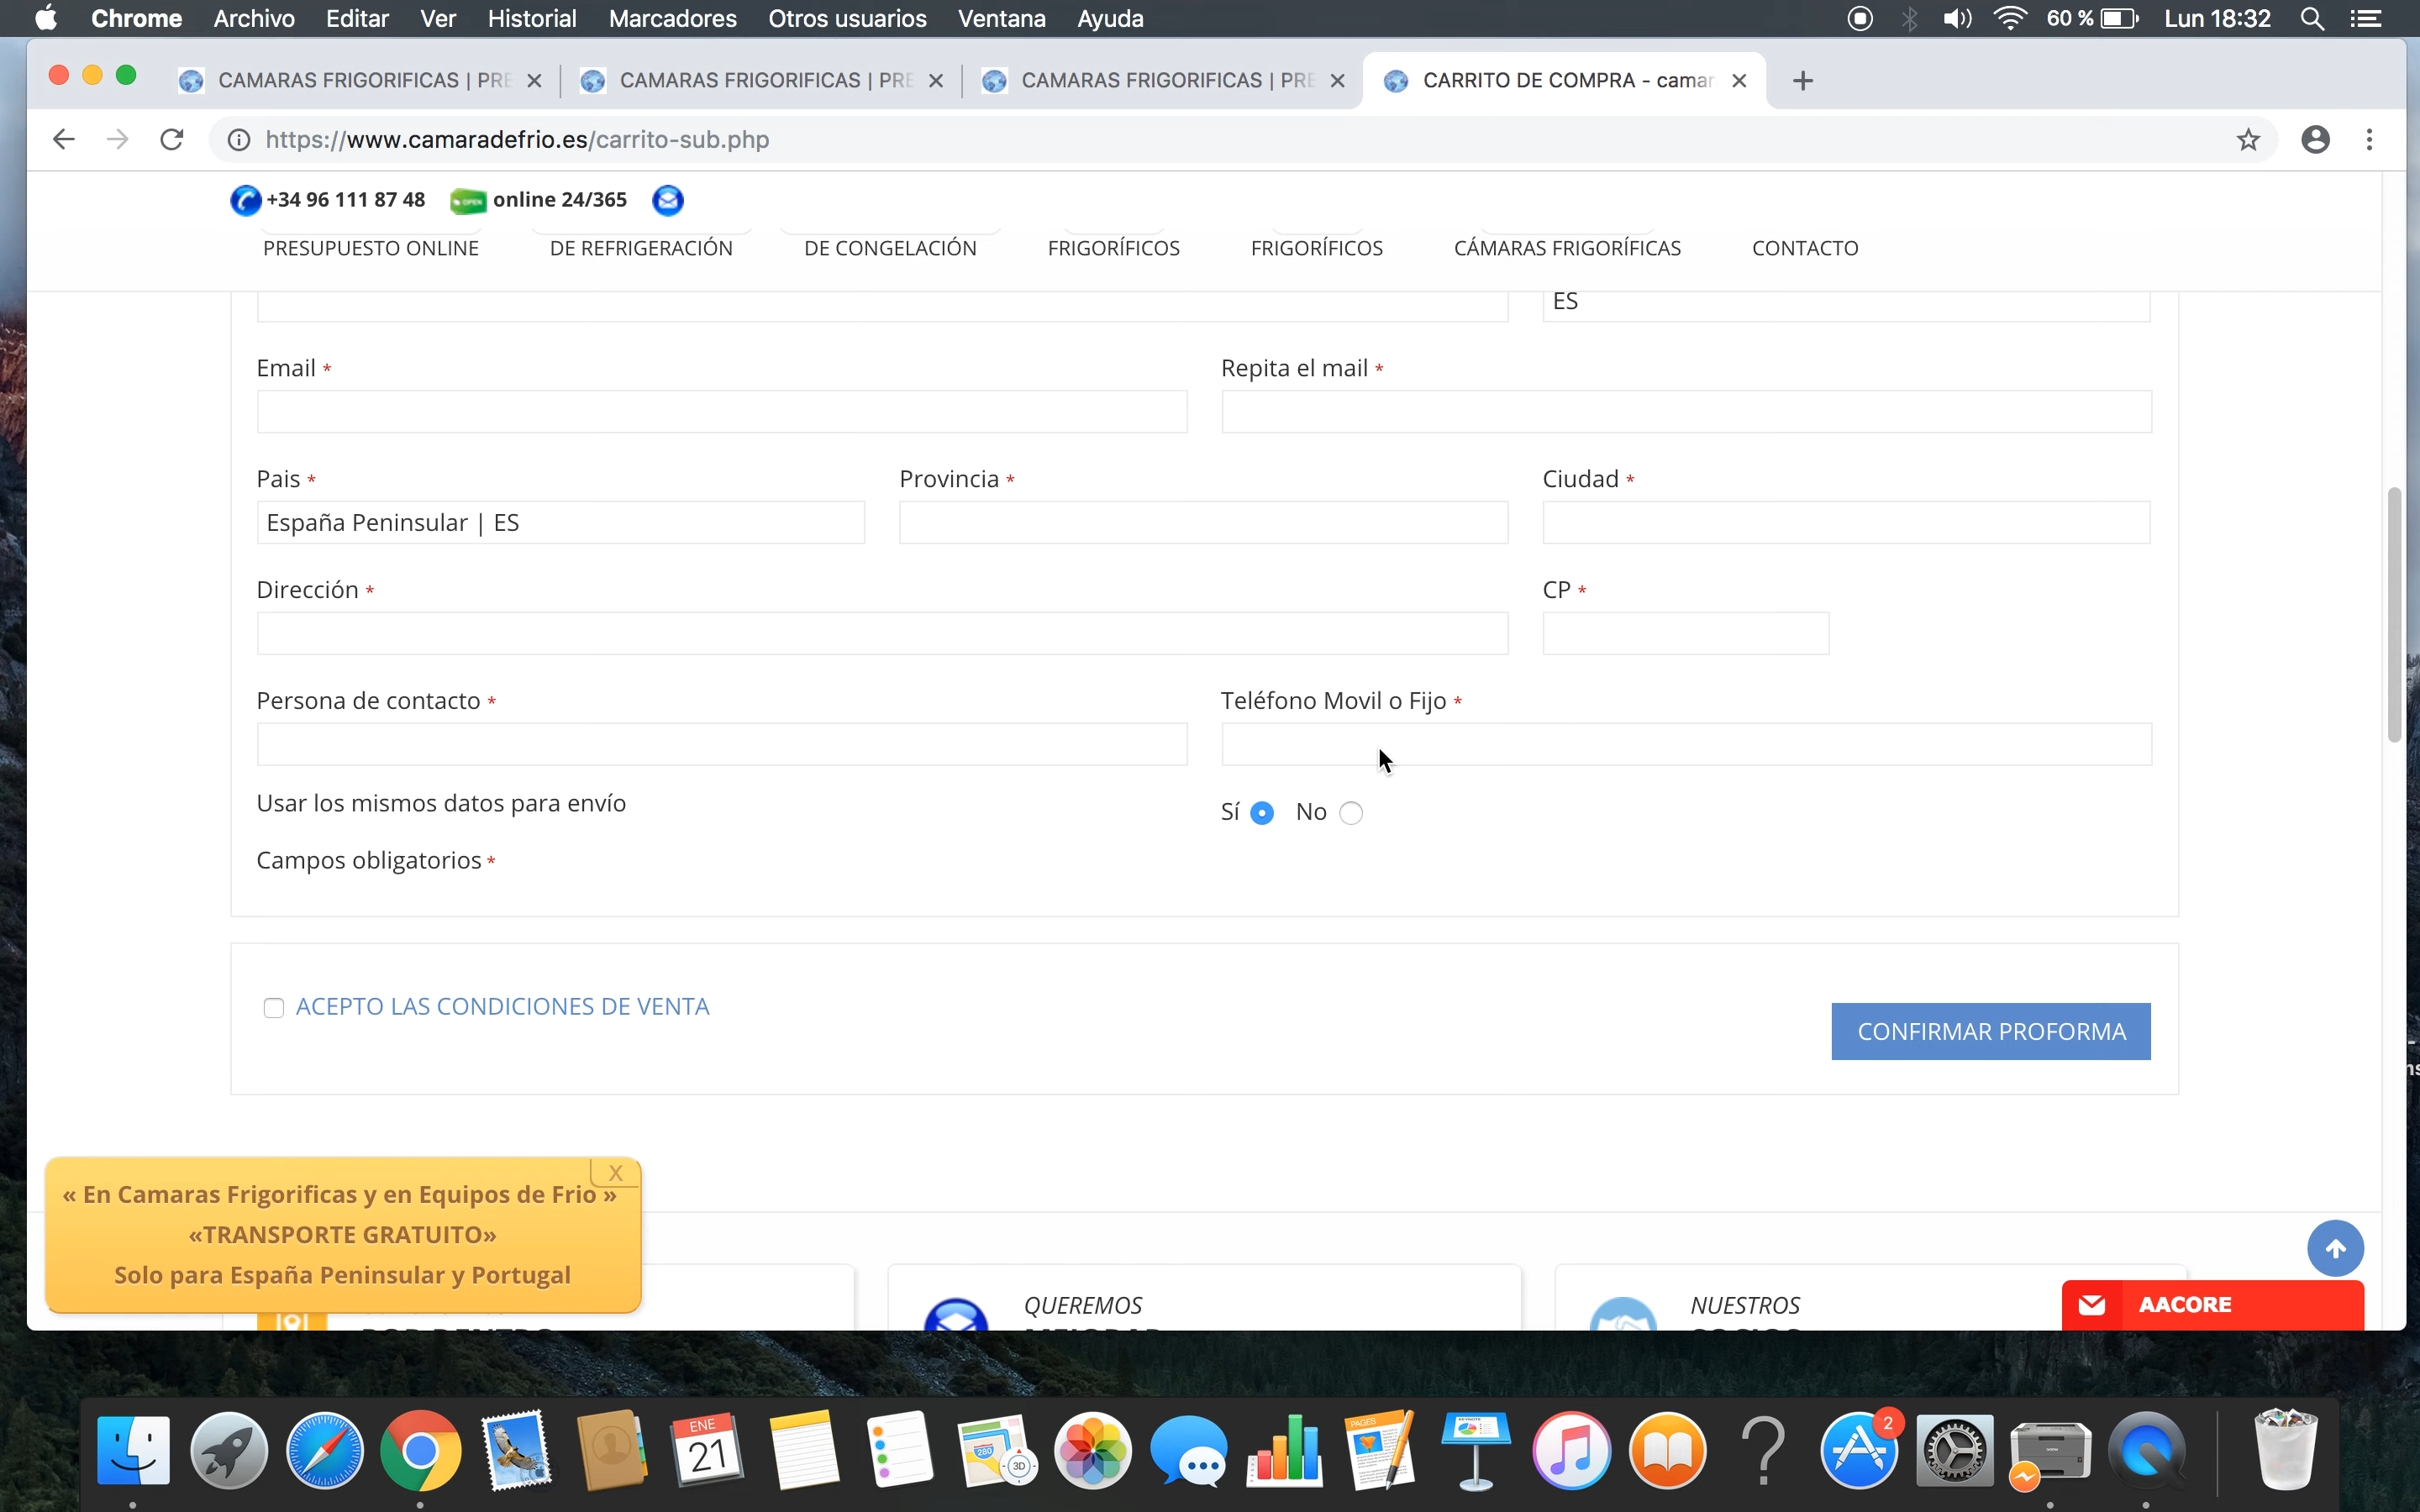 Chrome Archivo Editar Ver Historial Marcadores Otros usuarios Ventana Ayuda 60 % Lun 18:32
CAMARAS FRIGORIFICAS | PRE CAMARAS FRIGORIFICAS | PRE CAMARAS FRIGORIFICAS | PRE CARRITO DE COMPRA - camar
https://www.camaradefrio.es/carrito-sub.php
+34 96 111 87 48 OPEN online 24/365
PRESUPUESTO ONLINE DE REFRIGERACIÓN DE CONGELACIÓN FRIGORÍFICOS FRIGORÍFICOS CÁMARAS FRIGORÍFICAS CONTACTO
ES
Email * Repita el mail *
Pais * Provincia * Ciudad *
España Peninsular | ES
Dirección * CP *
Persona de contacto * Teléfono Movil o Fijo *
Usar los mismos datos para envío Sí No
Campos obligatorios *
ACEPTO LAS CONDICIONES DE VENTA
CONFIRMAR PROFORMA
X
« En Camaras Frigorificas y en Equipos de Frio »
«TRANSPORTE GRATUITO»
Solo para España Peninsular y Portugal
QUEREMOS NUESTROS
AACORE
ENE
21
280
3D
PAGES
2